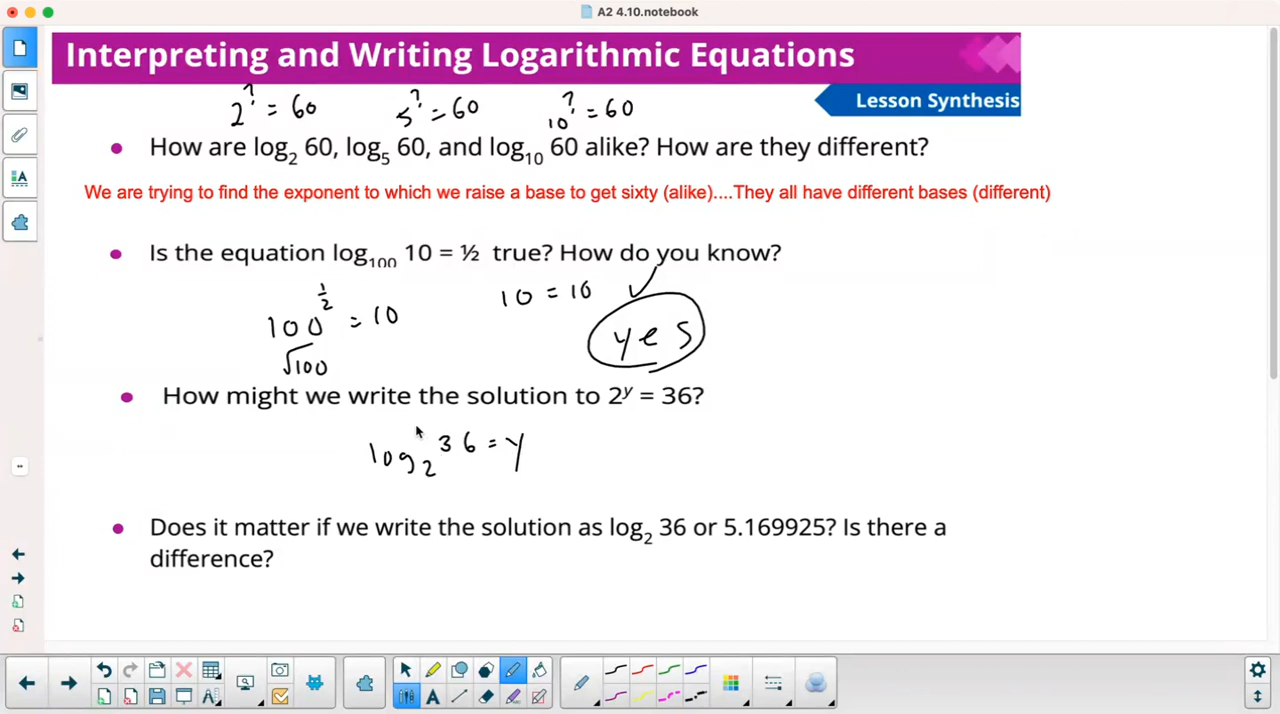 A2 4.10.notebook
Interpreting and Writing Logarithmic Equations
Lesson Synthesis
2^? = 60 5^? = 60 10^? = 60
• How are log₂ 60, log₅ 60, and log₁₀ 60 alike? How are they different?
We are trying to find the exponent to which we raise a base to get sixty (alike)....They all have different bases (different)
• Is the equation log₁₀₀ 10 = ½ true? How do you know?
100^(1/2) = 10 10 = 10 ✓
√100 yes
• How might we write the solution to 2^y = 36?
log₂ 36 = y
• Does it matter if we write the solution as log₂ 36 or 5.169925? Is there a
difference?